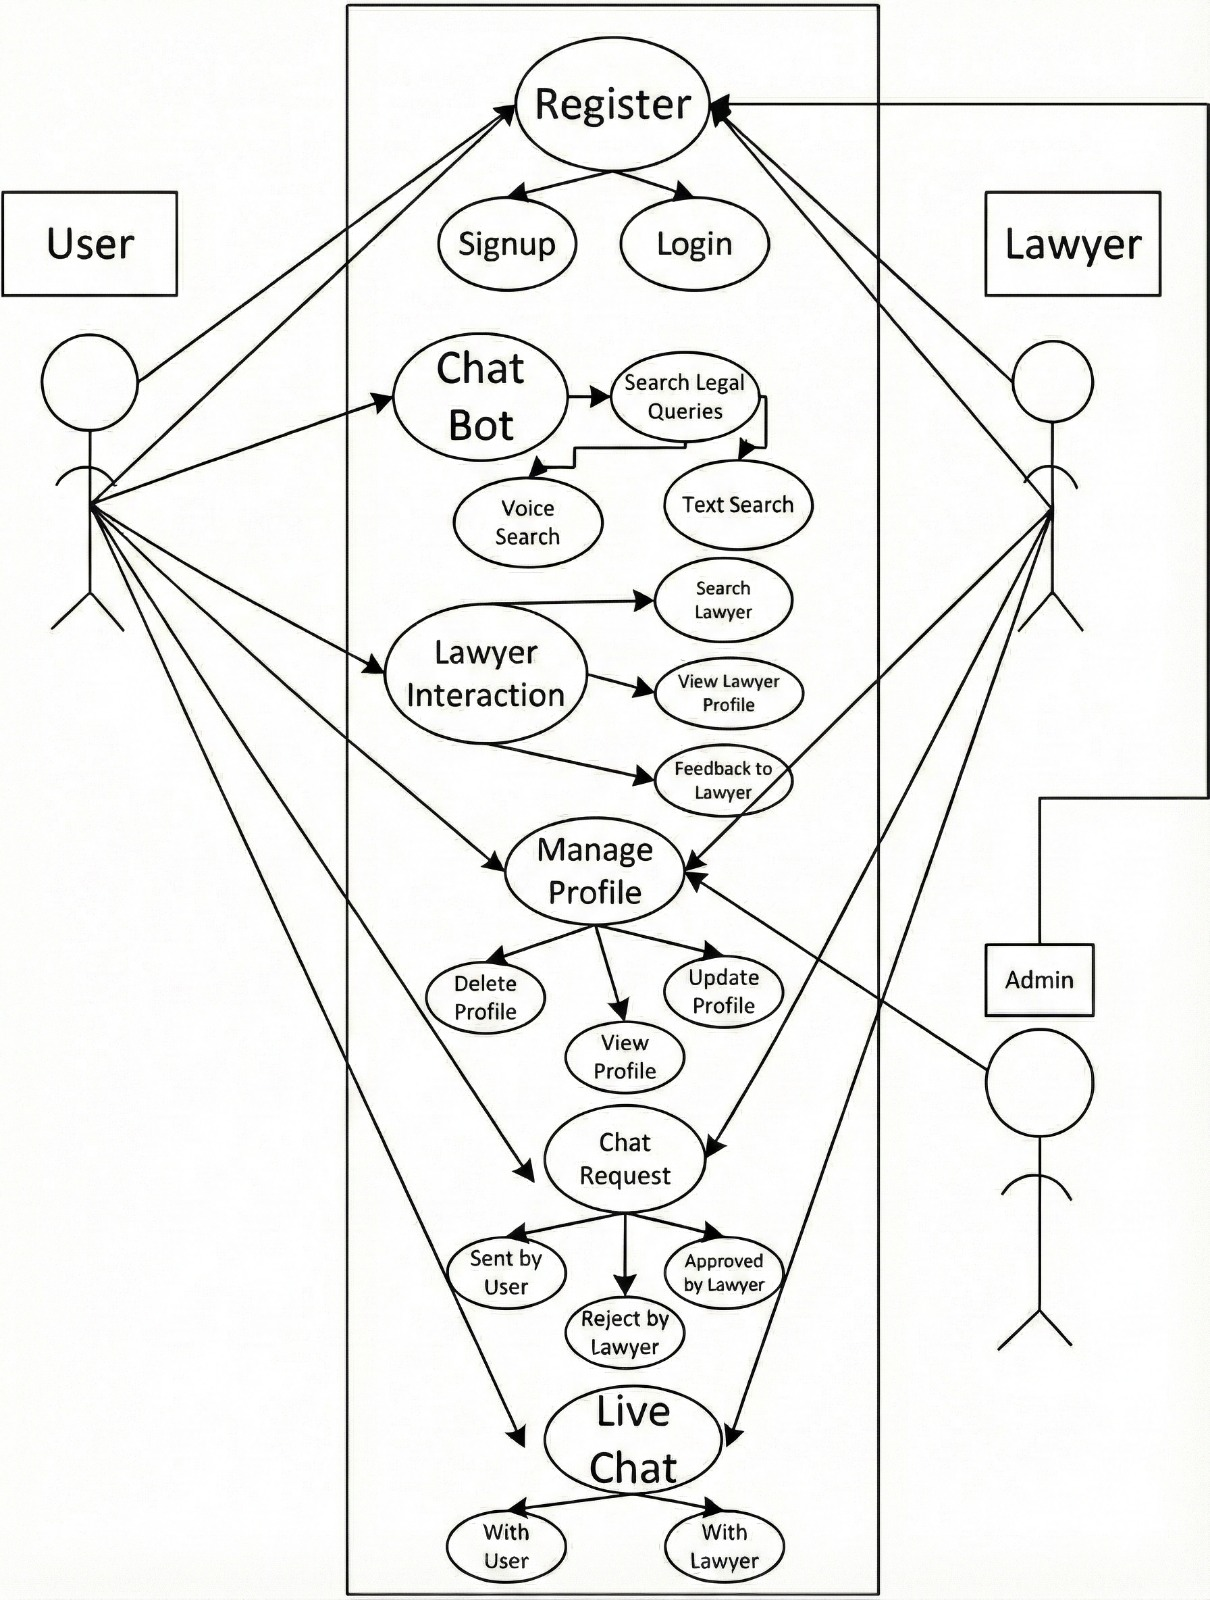 Register
User
Signup
Login
Lawyer
Chat
Bot
Search Legal
Queries
Voice
Search
Text Search
Search
Lawyer
Lawyer
Interaction
View Lawyer
Profile
Feedback to
Lawyer
Manage
Profile
Delete
Profile
Update
Profile
View
Profile
Admin
Chat
Request
Sent by
User
Approved
by Lawyer
Reject by
Lawyer
Live
Chat
With
User
With
Lawyer